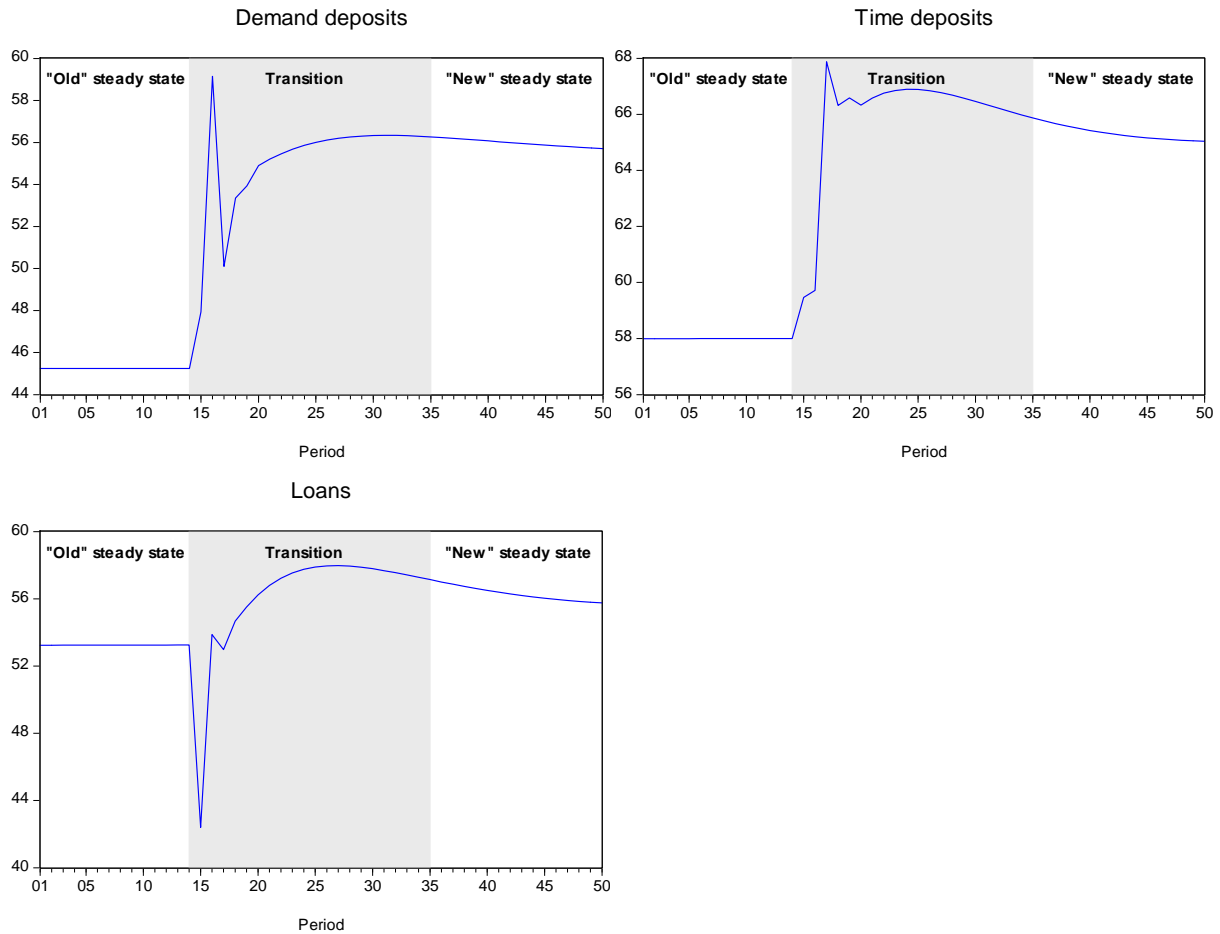 Demand deposits
60
58
56
54
52
50
48
46
44
"Old" steady state Transition "New" steady state
01 05 10 15 20 25 30 35 40 45 50
Period
Time deposits
68
66
64
62
60
58
56
"Old" steady state Transition "New" steady state
01 05 10 15 20 25 30 35 40 45 50
Period
Loans
60
56
52
48
44
40
"Old" steady state Transition "New" steady state
01 05 10 15 20 25 30 35 40 45 50
Period